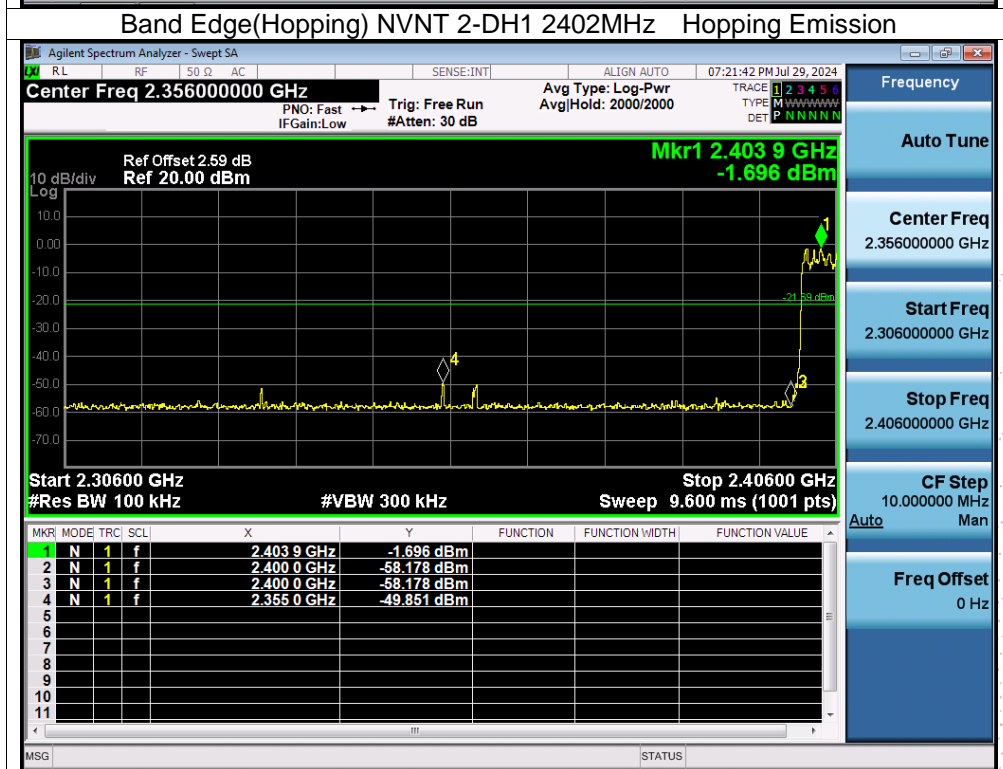 Band Edge(Hopping) NVNT 2-DH1 2402MHz Hopping Emission
Agilent Spectrum Analyzer - Swept SA
LXI RL RF 50 Ω AC SENSE:INT ALIGN AUTO 07:21:42 PM Jul 29, 2024
Center Freq 2.356000000 GHz Avg Type: Log-Pwr TRACE 1 2 3 4 5 6
PNO: Fast Trig: Free Run Avg|Hold: 2000/2000 TYPE M WWWWW
IFGain:Low #Atten: 30 dB DET P N N N N N
Ref Offset 2.59 dB Mkr1 2.403 9 GHz
10 dB/div Ref 20.00 dBm -1.696 dBm
Log
10.0
1
0.00
-10.0
-20.0 -21.59 dBm
-30.0
-40.0
4
-50.0
3
-60.0
-70.0
Start 2.30600 GHz Stop 2.40600 GHz
#Res BW 100 kHz #VBW 300 kHz Sweep 9.600 ms (1001 pts)
MKR MODE TRC SCL X Y FUNCTION FUNCTION WIDTH FUNCTION VALUE
1 N 1 f 2.403 9 GHz -1.696 dBm
2 N 1 f 2.400 0 GHz -58.178 dBm
3 N 1 f 2.400 0 GHz -58.178 dBm
4 N 1 f 2.355 0 GHz -49.851 dBm
5
6
7
8
9
10
11
MSG STATUS
Frequency
Auto Tune
Center Freq
2.356000000 GHz
Start Freq
2.306000000 GHz
Stop Freq
2.406000000 GHz
CF Step
10.000000 MHz
Auto Man
Freq Offset
0 Hz